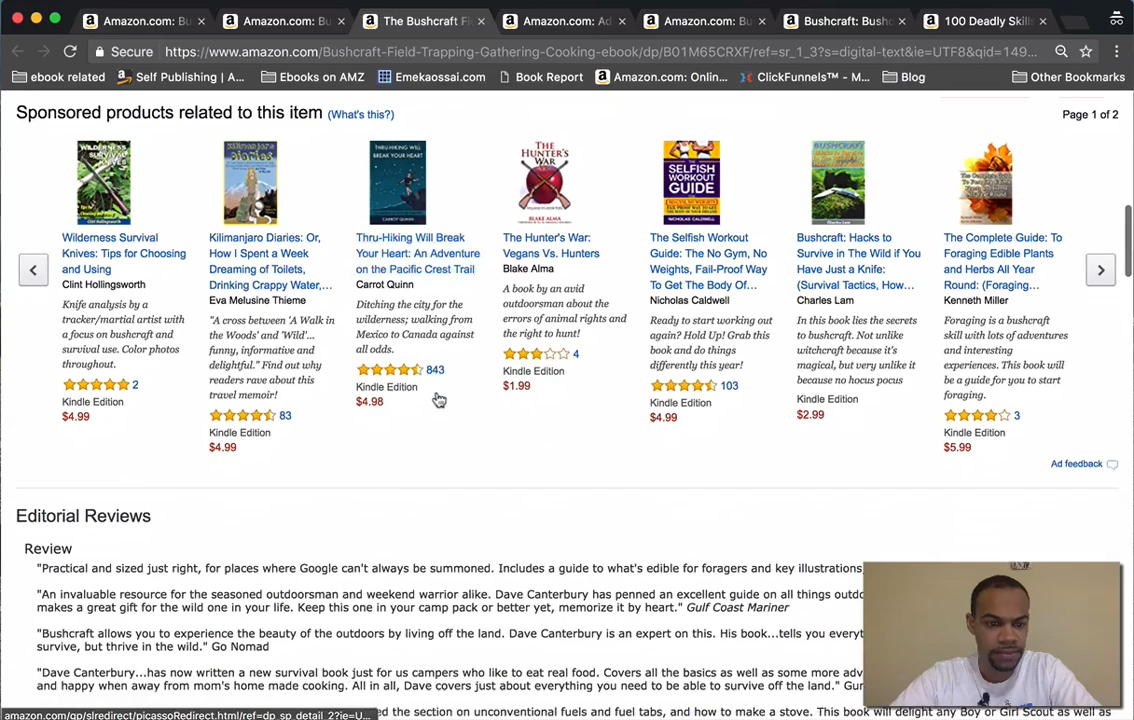 Amazon.com: Bu
Amazon.com: Bu
The Bushcraft Fi
Amazon.com: Ad
Amazon.com: Bu
Bushcraft: Bushc
100 Deadly Skills
Secure https://www.amazon.com/Bushcraft-Field-Trapping-Gathering-Cooking-ebook/dp/B01M65CRXF/ref=sr_1_3?s=digital-text&ie=UTF8&qid=149...
ebook related Self Publishing | A... Ebooks on AMZ Emekaossai.com Book Report Amazon.com: Onlin... ClickFunnels™ - M... Blog Other Bookmarks
Sponsored products related to this item (What's this?) Page 1 of 2
THE HUNTER'S WAR
BLAKE ALMA
THRU-HIKING WILL BREAK YOUR HEART
CARROT QUINN
SELFISH WORKOUT GUIDE
NICHOLAS CALDWELL
Wilderness Survival
Knives: Tips for Choosing
and Using
Clint Hollingsworth
Knife analysis by a
tracker/martial artist with
a focus on bushcraft and
survival use. Color photos
throughout.
2
Kindle Edition
$4.99
Kilimanjaro Diaries: Or,
How I Spent a Week
Dreaming of Toilets,
Drinking Crappy Water,...
Eva Melusine Thieme
"A cross between 'A Walk in
the Woods' and 'Wild'...
funny, informative and
delightful." Find out why
readers rave about this
travel memoir!
83
Kindle Edition
$4.99
Thru-Hiking Will Break
Your Heart: An Adventure
on the Pacific Crest Trail
Carrot Quinn
Ditching the city for the
wilderness; walking from
Mexico to Canada against
all odds.
843
Kindle Edition
$4.98
The Hunter's War:
Vegans Vs. Hunters
Blake Alma
A book by an avid
outdoorsman about the
errors of animal rights and
the right to hunt!
4
Kindle Edition
$1.99
The Selfish Workout
Guide: The No Gym, No
Weights, Fail-Proof Way
To Get The Body Of...
Nicholas Caldwell
Ready to start working out
again? Hold Up! Grab this
book and do things
differently this year!
103
Kindle Edition
$4.99
Bushcraft: Hacks to
Survive in The Wild if You
Have Just a Knife:
(Survival Tactics, How...
Charles Lam
In this book lies the secrets
to bushcraft. Not unlike
witchcraft because it's
magical, but very unlike it
because no hocus pocus
Kindle Edition
$2.99
The Complete Guide: To
Foraging Edible Plants
and Herbs All Year
Round: (Foraging...
Kenneth Miller
Foraging is a bushcraft
skill with lots of adventures
and interesting
experiences. This book will
be a guide for you to start
foraging.
3
Kindle Edition
$5.99
Ad feedback
Editorial Reviews
Review
"Practical and sized just right, for places where Google can't always be summoned. Includes a guide to what's edible for foragers and key illustrations,
"An invaluable resource for the seasoned outdoorsman and weekend warrior alike. Dave Canterbury has penned an excellent guide on all things outdo
makes a great gift for the wild one in your life. Keep this one in your camp pack or better yet, memorize it by heart." Gulf Coast Mariner
"Bushcraft allows you to experience the beauty of the outdoors by living off the land. Dave Canterbury is an expert on this. His book...tells you everyt
survive, but thrive in the wild." Go Nomad
"Dave Canterbury...has now written a new survival book just for us campers who like to eat real food. Covers all the basics as well as some more adv
and happy when away from mom's home made cooking. All in all, Dave covers just about everything you need to be able to survive off the land." Gun
amazon.com/gp/slredirect/picassoRedirect.html/ref=dp_sp_detail_2?ie=U...
ed the section on unconventional fuels and fuel tabs, and how to make a stove. This book will delight any Boy or Girl Scout as well as